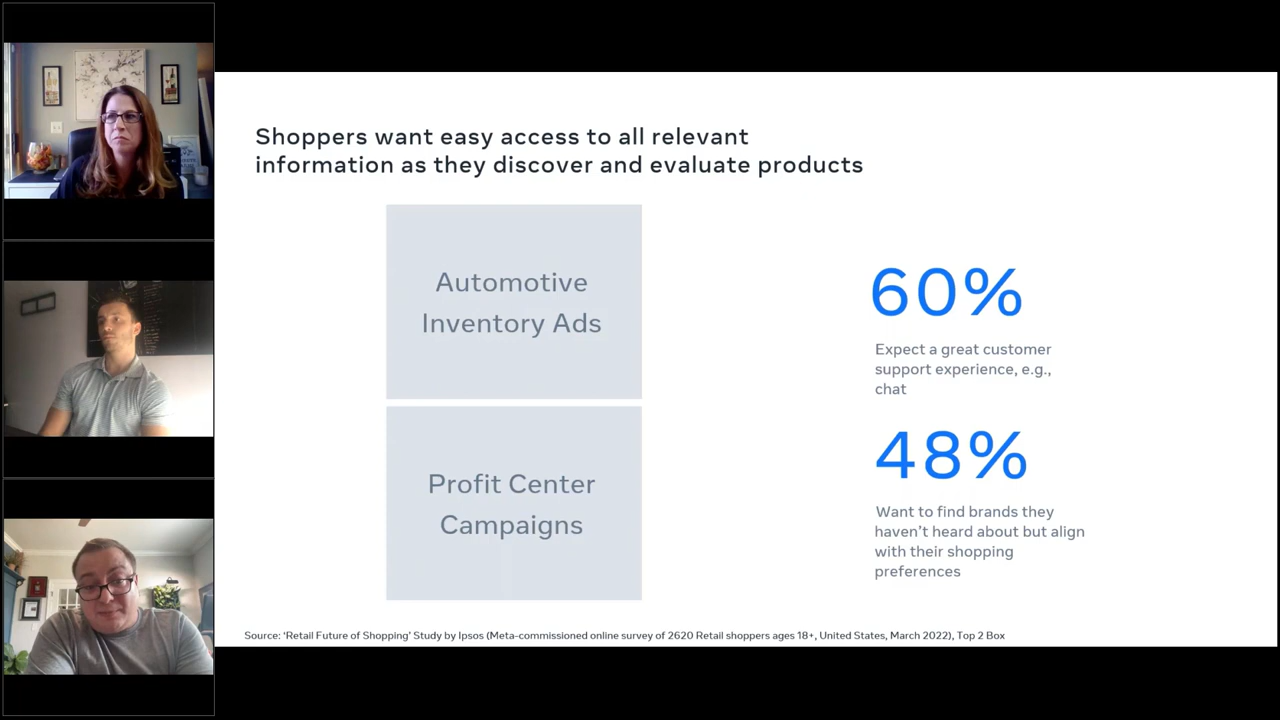 Shoppers want easy access to all relevant
information as they discover and evaluate products
Automotive
Inventory Ads
Profit Center
Campaigns
60%
Expect a great customer
support experience, e.g.,
chat
48%
Want to find brands they
haven’t heard about but align
with their shopping
preferences
Source: ‘Retail Future of Shopping’ Study by Ipsos (Meta-commissioned online survey of 2620 Retail shoppers ages 18+, United States, March 2022), Top 2 Box